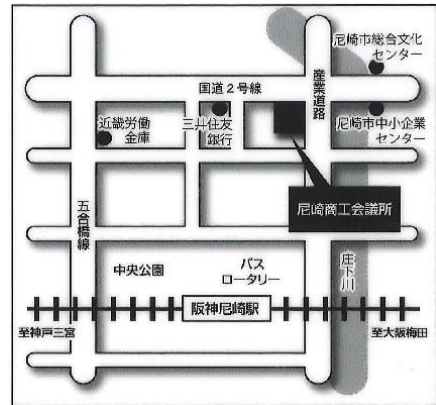 尼崎市総合文化
センター
国道2号線
産業道路
近畿労働
金庫
三井住友
銀行
尼崎市中小企業
センター
尼崎商工会議所
五合橋線
中央公園
バス
ロータリー
庄下川
阪神尼崎駅
至神戸三宮
至大阪梅田